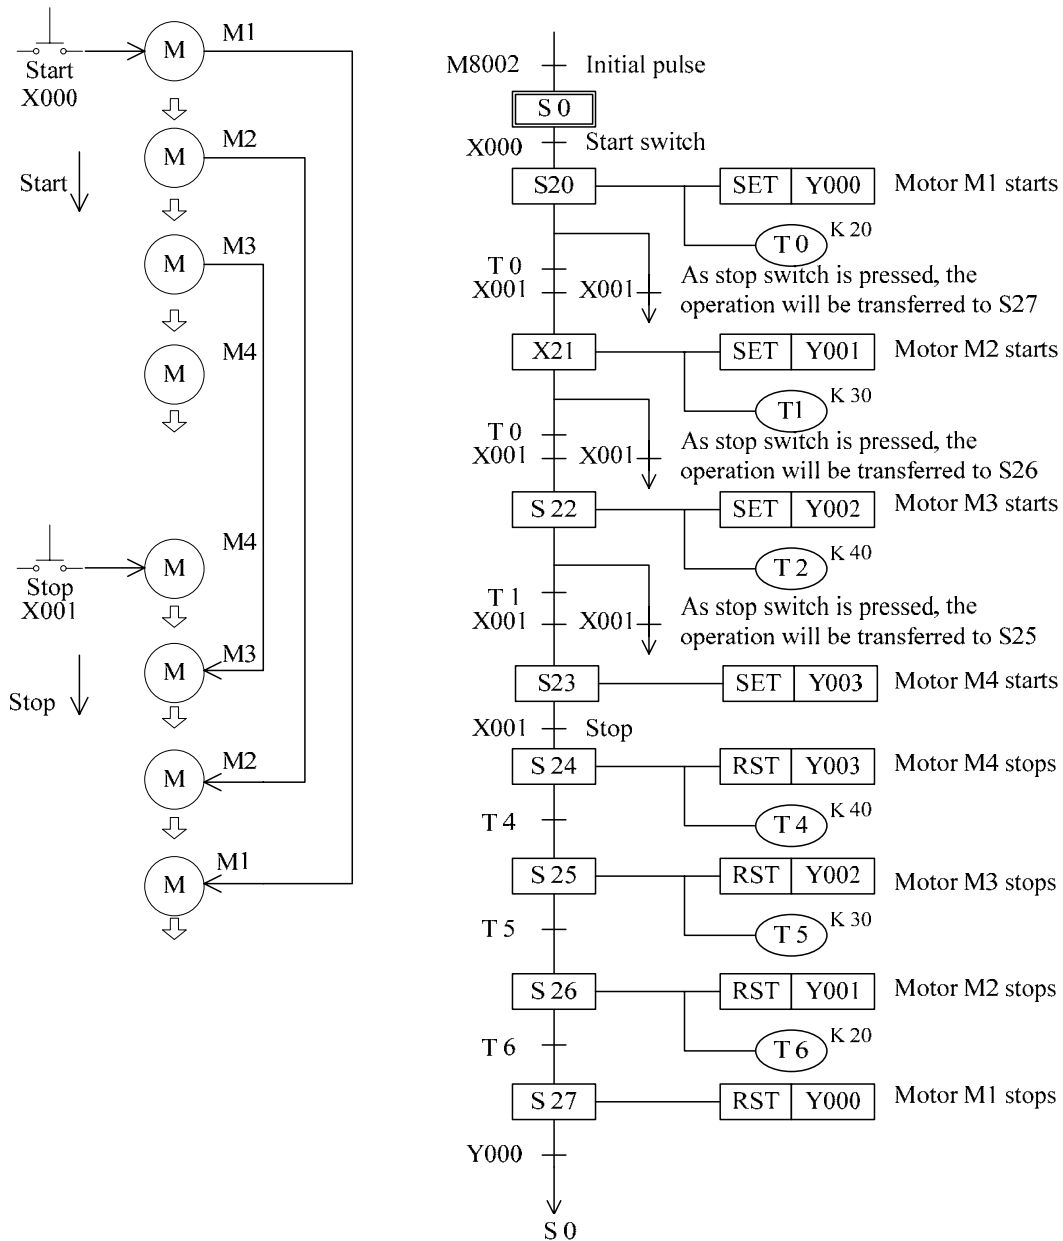 M1
M
Start
X000
M2
M
Start
M3
M
M4
M
M4
M
Stop
X001
M3
M
Stop
M2
M
M1
M
M8002
Initial pulse
S 0
X000
Start switch
S20
SET
Y000
Motor M1 starts
T 0
K 20
T 0
X001
X001
As stop switch is pressed, the
operation will be transferred to S27
X21
SET
Y001
Motor M2 starts
T1
K 30
T 0
X001
X001
As stop switch is pressed, the
operation will be transferred to S26
S 22
SET
Y002
Motor M3 starts
T 2
K 40
T 1
X001
X001
As stop switch is pressed, the
operation will be transferred to S25
S23
SET
Y003
Motor M4 starts
X001
Stop
S 24
RST
Y003
Motor M4 stops
T 4
K 40
T 4
S 25
RST
Y002
Motor M3 stops
T 5
K 30
T 5
S 26
RST
Y001
Motor M2 stops
T 6
K 20
T 6
S 27
RST
Y000
Motor M1 stops
Y000
S 0